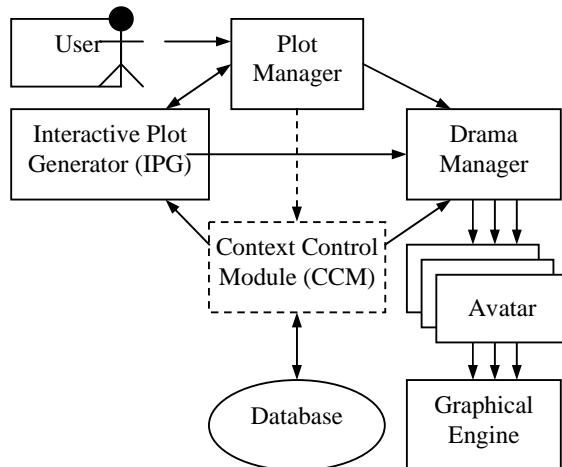 User
Plot
Manager
Interactive Plot
Generator (IPG)
Drama
Manager
Context Control
Module (CCM)
Avatar
Database
Graphical
Engine